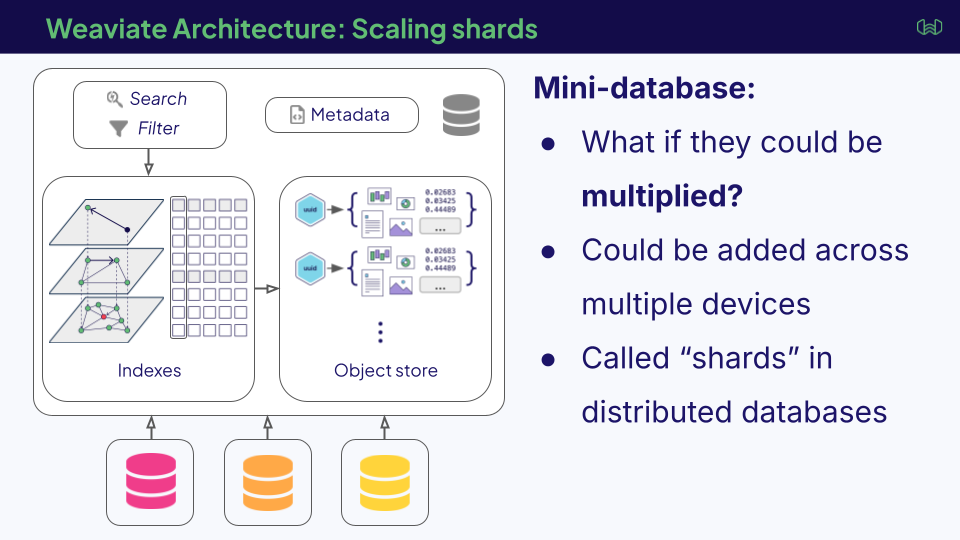 Weaviate Architecture: Scaling shards
Search
Filter
Metadata
uuid
0.02683
0.03425
0.44489
...
uuid
0.02683
0.03425
0.44489
...
Indexes
Object store
Mini-database:
● What if they could be
multiplied?
● Could be added across
multiple devices
● Called “shards” in
distributed databases